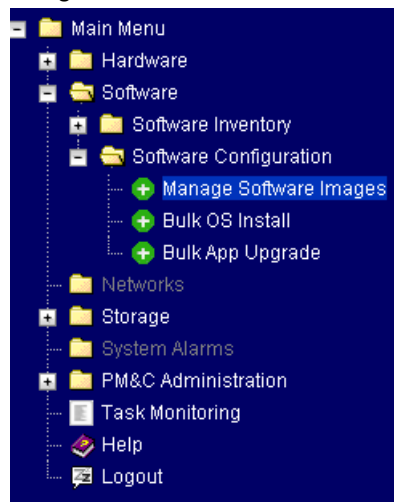 Main Menu
Hardware
Software
Software Inventory
Software Configuration
Manage Software Images
Bulk OS Install
Bulk App Upgrade
Networks
Storage
System Alarms
PM&C Administration
Task Monitoring
Help
Logout